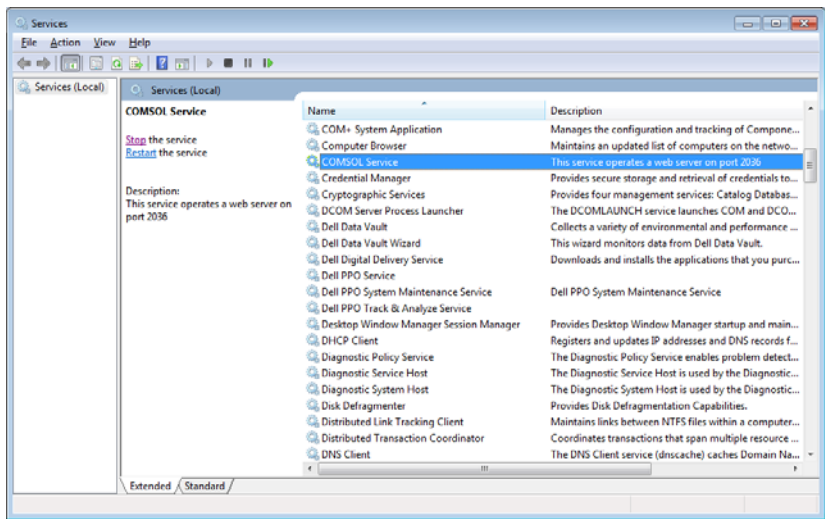 Services
File Action View Help
Services (Local)
Services (Local)
COMSOL Service
Stop the service
Restart the service
Description:
This service operates a web server on
port 2036
Name Description
COM+ System Application Manages the configuration and tracking of Compone...
Computer Browser Maintains an updated list of computers on the netwo...
COMSOL Service This service operates a web server on port 2036
Credential Manager Provides secure storage and retrieval of credentials to...
Cryptographic Services Provides four management services: Catalog Databas...
DCOM Server Process Launcher The DCOMLAUNCH service launches COM and DCO...
Dell Data Vault Collects a variety of environmental and performance ...
Dell Data Vault Wizard This wizard monitors data from Dell Data Vault.
Dell Digital Delivery Service Downloads and installs the applications that you purc...
Dell PPO Service
Dell PPO System Maintenance Service Dell PPO System Maintenance Service
Dell PPO Track & Analyze Service
Desktop Window Manager Session Manager Provides Desktop Window Manager startup and main...
DHCP Client Registers and updates IP addresses and DNS records f...
Diagnostic Policy Service The Diagnostic Policy Service enables problem detect...
Diagnostic Service Host The Diagnostic Service Host is used by the Diagnostic...
Diagnostic System Host The Diagnostic System Host is used by the Diagnostic...
Disk Defragmenter Provides Disk Defragmentation Capabilities.
Distributed Link Tracking Client Maintains links between NTFS files within a computer...
Distributed Transaction Coordinator Coordinates transactions that span multiple resource ...
DNS Client The DNS Client service (dnscache) caches Domain Na...
Extended Standard